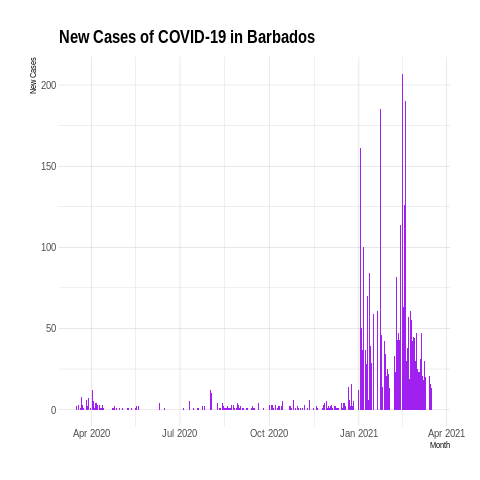 New Cases of COVID-19 in Barbados
New Cases
200
150
100
50
0
Apr 2020
Jul 2020
Oct 2020
Jan 2021
Apr 2021
Month